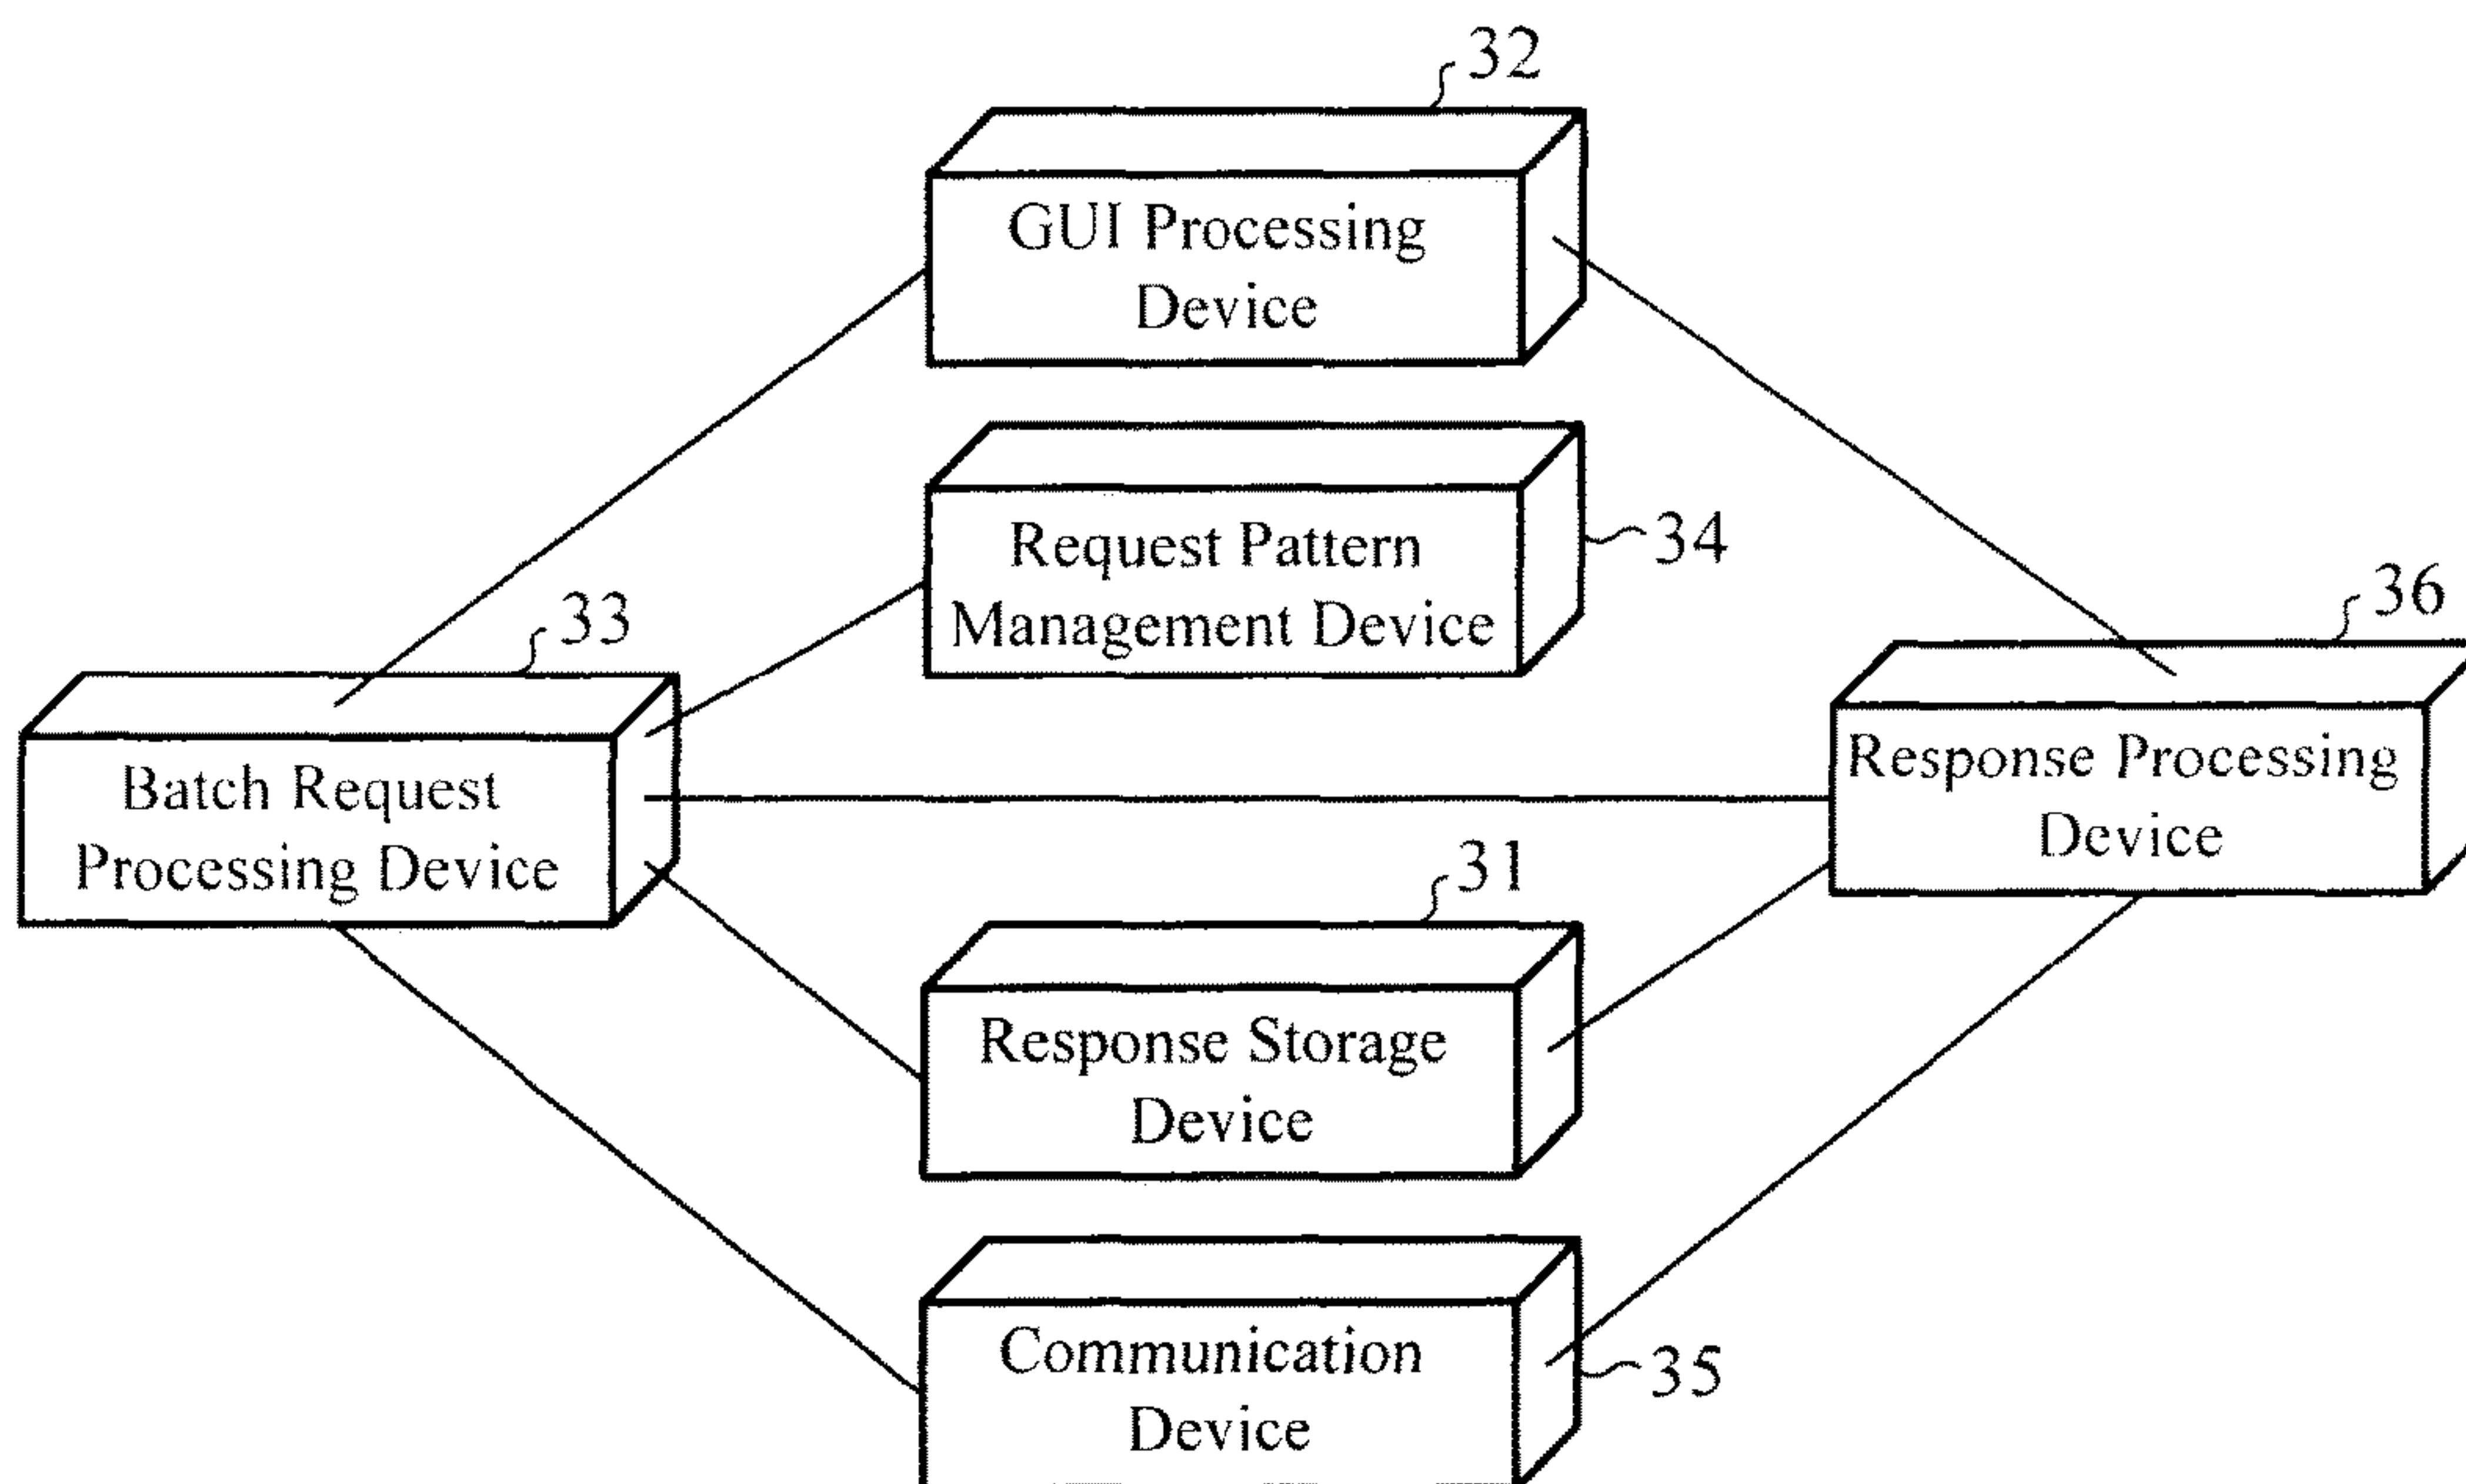 32
GUI Processing
Device
34
Request Pattern
Management Device
33
Batch Request
Processing Device
36
Response Processing
Device
31
Response Storage
Device
35
Communication
Device